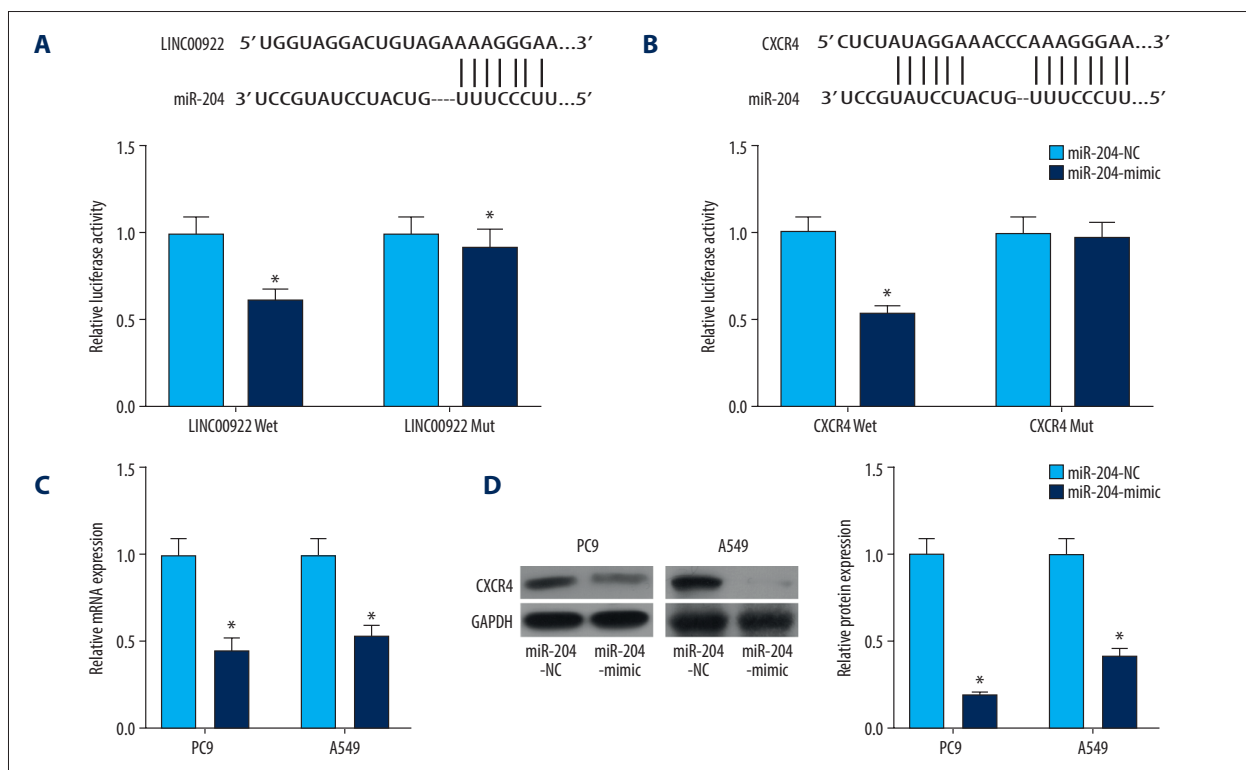 A
LINC00922 5′ UGGUAGGACUGUAGAAAAGGGAA...3′
miR-204 3′ UCCGUAUCCUACUG----UUUCCCUU...5′
1.5
1.0
0.5
0.0
Relative luciferase activity
*
*
LINC00922 Wet LINC00922 Mut
B
CXCR4 5′ CUCUAUAGGAAACCCAAAGGGAA...3′
miR-204 3′ UCCGUAUCCUACUG--UUUCCCUU...5′
miR-204-NC
miR-204-mimic
1.5
1.0
0.5
0.0
Relative luciferase activity
*
CXCR4 Wet CXCR4 Mut
C
1.5
1.0
0.5
0.0
Relative mRNA expression
*
*
PC9 A549
D
PC9 A549
CXCR4
GAPDH
miR-204 miR-204 miR-204 miR-204
-NC -mimic -NC -mimic
miR-204-NC
miR-204-mimic
1.5
1.0
0.5
0.0
Relative protein expression
*
*
PC9 A549